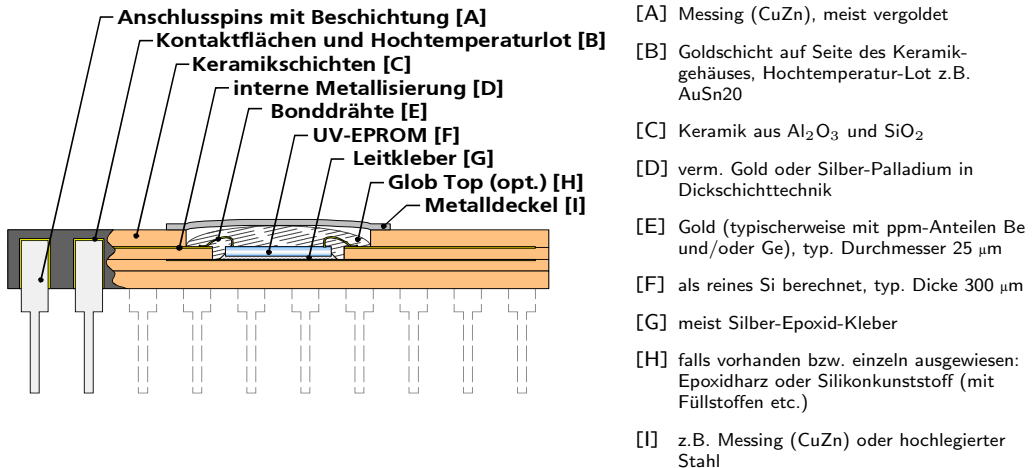 Anschlusspins mit Beschichtung [A]
Kontaktflächen und Hochtemperaturlot [B]
Keramikschichten [C]
interne Metallisierung [D]
Bonddrähte [E]
UV-EPROM [F]
Leitkleber [G]
Glob Top (opt.) [H]
Metalldeckel [I]
[A] Messing (CuZn), meist vergoldet
[B] Goldschicht auf Seite des Keramik-
gehäuses, Hochtemperatur-Lot z.B.
AuSn20
[C] Keramik aus Al₂O₃ und SiO₂
[D] verm. Gold oder Silber-Palladium in
Dickschichttechnik
[E] Gold (typischerweise mit ppm-Anteilen Be
und/oder Ge), typ. Durchmesser 25 µm
[F] als reines Si berechnet, typ. Dicke 300 µm
[G] meist Silber-Epoxid-Kleber
[H] falls vorhanden bzw. einzeln ausgewiesen:
Epoxidharz oder Silikonkunststoff (mit
Füllstoffen etc.)
[I] z.B. Messing (CuZn) oder hochlegierter
Stahl